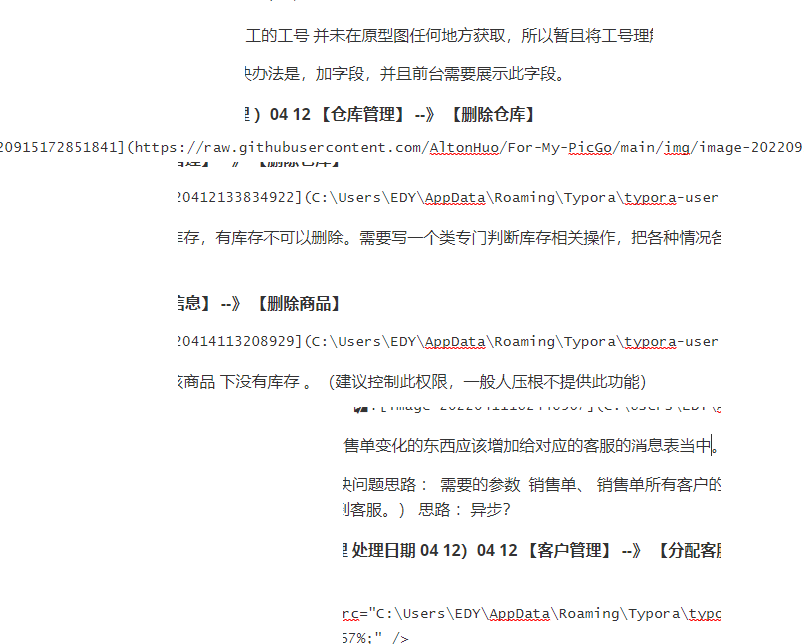 工的工号 并未在原型图任何地方获取，所以暂且将工号理解
决办法是，加字段，并且前台需要展示此字段。
理 ）04 12 【仓库管理】 --》 【删除仓库】
20915172851841](https://raw.githubusercontent.com/AltonHuo/For-My-PicGo/main/img/image-202209
20412133834922](C:\Users\EDY\AppData\Roaming\Typora\typora-user
库存，有库存不可以删除。需要写一个类专门判断库存相关操作，把各种情况各
信息】 --》 【删除商品】
20414113208929](C:\Users\EDY\AppData\Roaming\Typora\typora-user
该商品 下没有库存 。（建议控制此权限，一般人压根不提供此功能）
售单变化的东西应该增加给对应的客服的消息表当中。
决问题思路 ： 需要的参数 销售单、 销售单所有客户的
到客服。） 思路 ：异步？
理 处理日期 04 12）04 12 【客户管理】 --》 【分配客服
rc="C:\Users\EDY\AppData\Roaming\Typora\typo
67%;" />